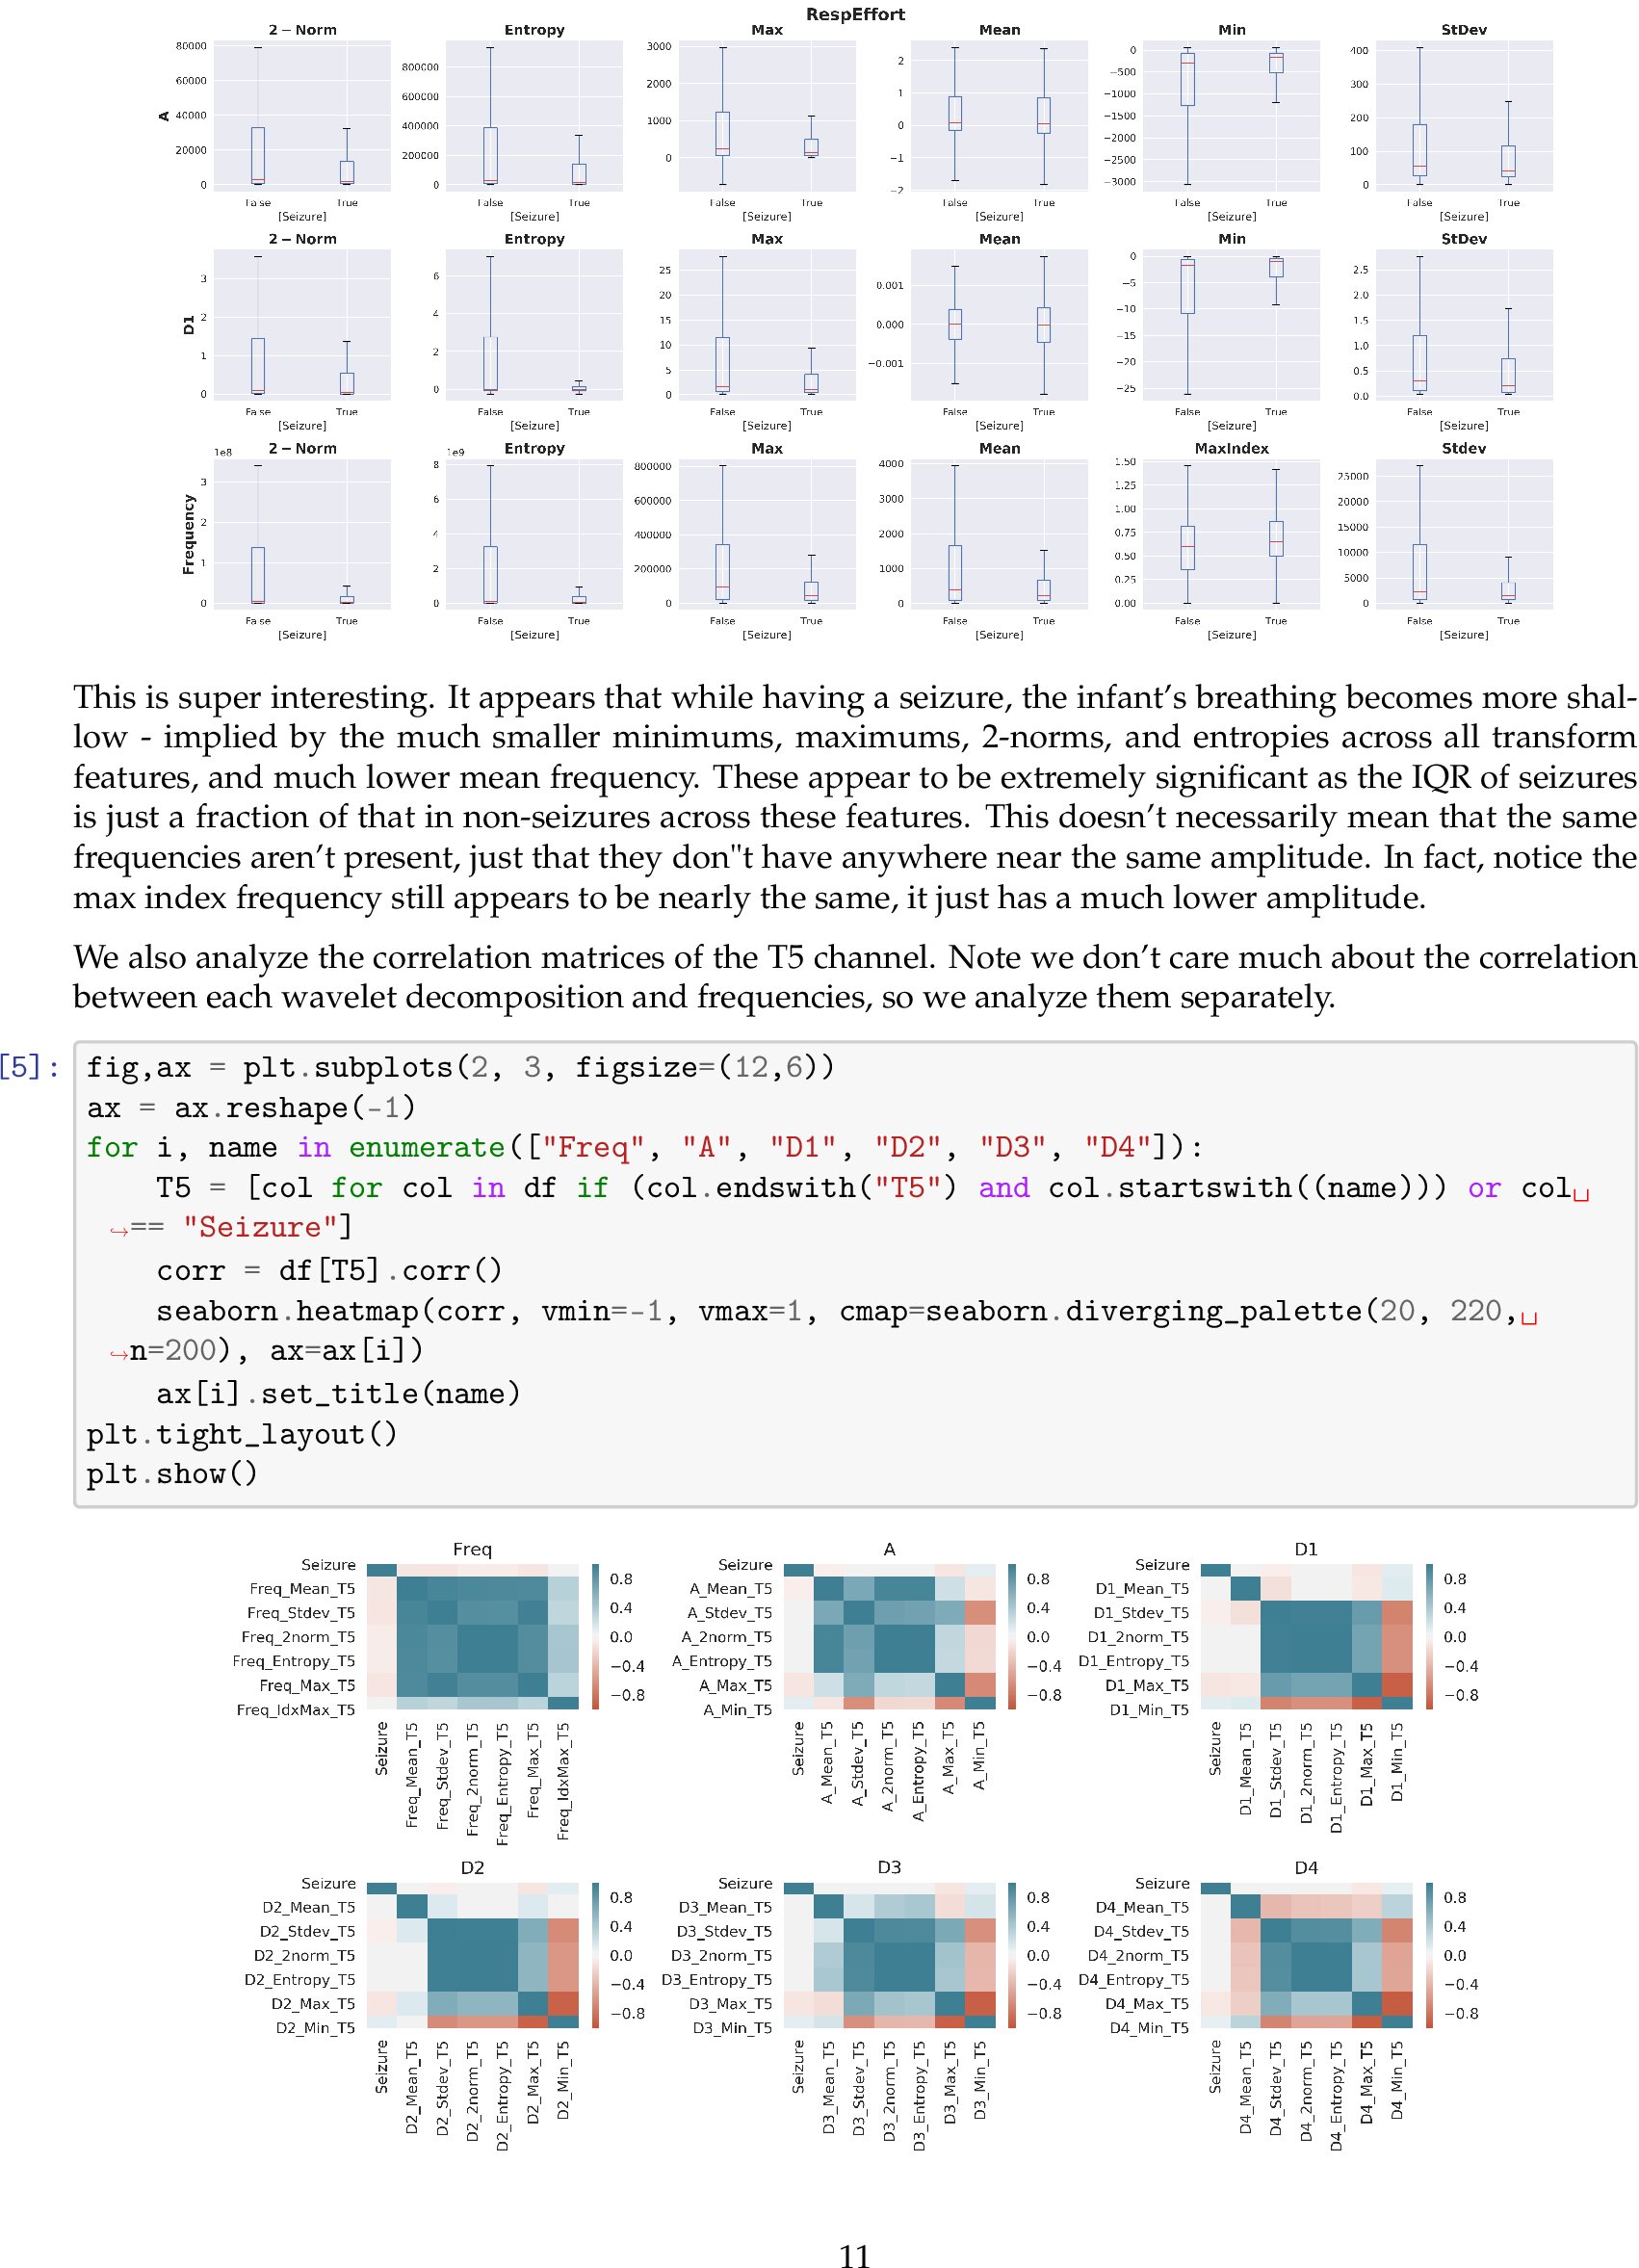 RespEffort
2 − Norm Entropy Max Mean Min StDev
A
80000 60000 40000 20000 0
800000 600000 400000 200000 0
3000 2000 1000 0
2 1 0 −1 −2
0 −500 −1000 −1500 −2000 −2500 −3000
400 300 200 100 0
False True False True False True False True False True False True
[Seizure] [Seizure] [Seizure] [Seizure] [Seizure] [Seizure]
2 − Norm Entropy Max Mean Min StDev
D1
3 2 1 0
6 4 2 0
25 20 15 10 5 0
0.001 0.000 −0.001
0 −5 −10 −15 −20 −25
2.5 2.0 1.5 1.0 0.5 0.0
False True False True False True False True False True False True
[Seizure] [Seizure] [Seizure] [Seizure] [Seizure] [Seizure]
2 − Norm Entropy Max Mean MaxIndex Stdev
Frequency
1e8 3 2 1 0
1e9 8 6 4 2 0
800000 600000 400000 200000 0
4000 3000 2000 1000 0
1.50 1.25 1.00 0.75 0.50 0.25 0.00
25000 20000 15000 10000 5000 0
False True False True False True False True False True False True
[Seizure] [Seizure] [Seizure] [Seizure] [Seizure] [Seizure]
This is super interesting. It appears that while having a seizure, the infant's breathing becomes more shal-
low - implied by the much smaller minimums, maximums, 2-norms, and entropies across all transform
features, and much lower mean frequency. These appear to be extremely significant as the IQR of seizures
is just a fraction of that in non-seizures across these features. This doesn't necessarily mean that the same
frequencies aren't present, just that they don"t have anywhere near the same amplitude. In fact, notice the
max index frequency still appears to be nearly the same, it just has a much lower amplitude.
We also analyze the correlation matrices of the T5 channel. Note we don't care much about the correlation
between each wavelet decomposition and frequencies, so we analyze them separately.
[5]: fig,ax = plt.subplots(2, 3, figsize=(12,6))
ax = ax.reshape(-1)
for i, name in enumerate(["Freq", "A", "D1", "D2", "D3", "D4"]):
    T5 = [col for col in df if (col.endswith("T5") and col.startswith((name))) or col␣
↪== "Seizure"]
    corr = df[T5].corr()
    seaborn.heatmap(corr, vmin=-1, vmax=1, cmap=seaborn.diverging_palette(20, 220,␣
↪n=200), ax=ax[i])
    ax[i].set_title(name)
plt.tight_layout()
plt.show()
Freq
Seizure
Freq_Mean_T5
Freq_Stdev_T5
Freq_2norm_T5
Freq_Entropy_T5
Freq_Max_T5
Freq_IdxMax_T5
0.8 0.4 0.0 −0.4 −0.8
Seizure Freq_Mean_T5 Freq_Stdev_T5 Freq_2norm_T5 Freq_Entropy_T5 Freq_Max_T5 Freq_IdxMax_T5
A
Seizure
A_Mean_T5
A_Stdev_T5
A_2norm_T5
A_Entropy_T5
A_Max_T5
A_Min_T5
0.8 0.4 0.0 −0.4 −0.8
Seizure A_Mean_T5 A_Stdev_T5 A_2norm_T5 A_Entropy_T5 A_Max_T5 A_Min_T5
D1
Seizure
D1_Mean_T5
D1_Stdev_T5
D1_2norm_T5
D1_Entropy_T5
D1_Max_T5
D1_Min_T5
0.8 0.4 0.0 −0.4 −0.8
Seizure D1_Mean_T5 D1_Stdev_T5 D1_2norm_T5 D1_Entropy_T5 D1_Max_T5 D1_Min_T5
D2
Seizure
D2_Mean_T5
D2_Stdev_T5
D2_2norm_T5
D2_Entropy_T5
D2_Max_T5
D2_Min_T5
0.8 0.4 0.0 −0.4 −0.8
Seizure D2_Mean_T5 D2_Stdev_T5 D2_2norm_T5 D2_Entropy_T5 D2_Max_T5 D2_Min_T5
D3
Seizure
D3_Mean_T5
D3_Stdev_T5
D3_2norm_T5
D3_Entropy_T5
D3_Max_T5
D3_Min_T5
0.8 0.4 0.0 −0.4 −0.8
Seizure D3_Mean_T5 D3_Stdev_T5 D3_2norm_T5 D3_Entropy_T5 D3_Max_T5 D3_Min_T5
D4
Seizure
D4_Mean_T5
D4_Stdev_T5
D4_2norm_T5
D4_Entropy_T5
D4_Max_T5
D4_Min_T5
0.8 0.4 0.0 −0.4 −0.8
Seizure D4_Mean_T5 D4_Stdev_T5 D4_2norm_T5 D4_Entropy_T5 D4_Max_T5 D4_Min_T5
11